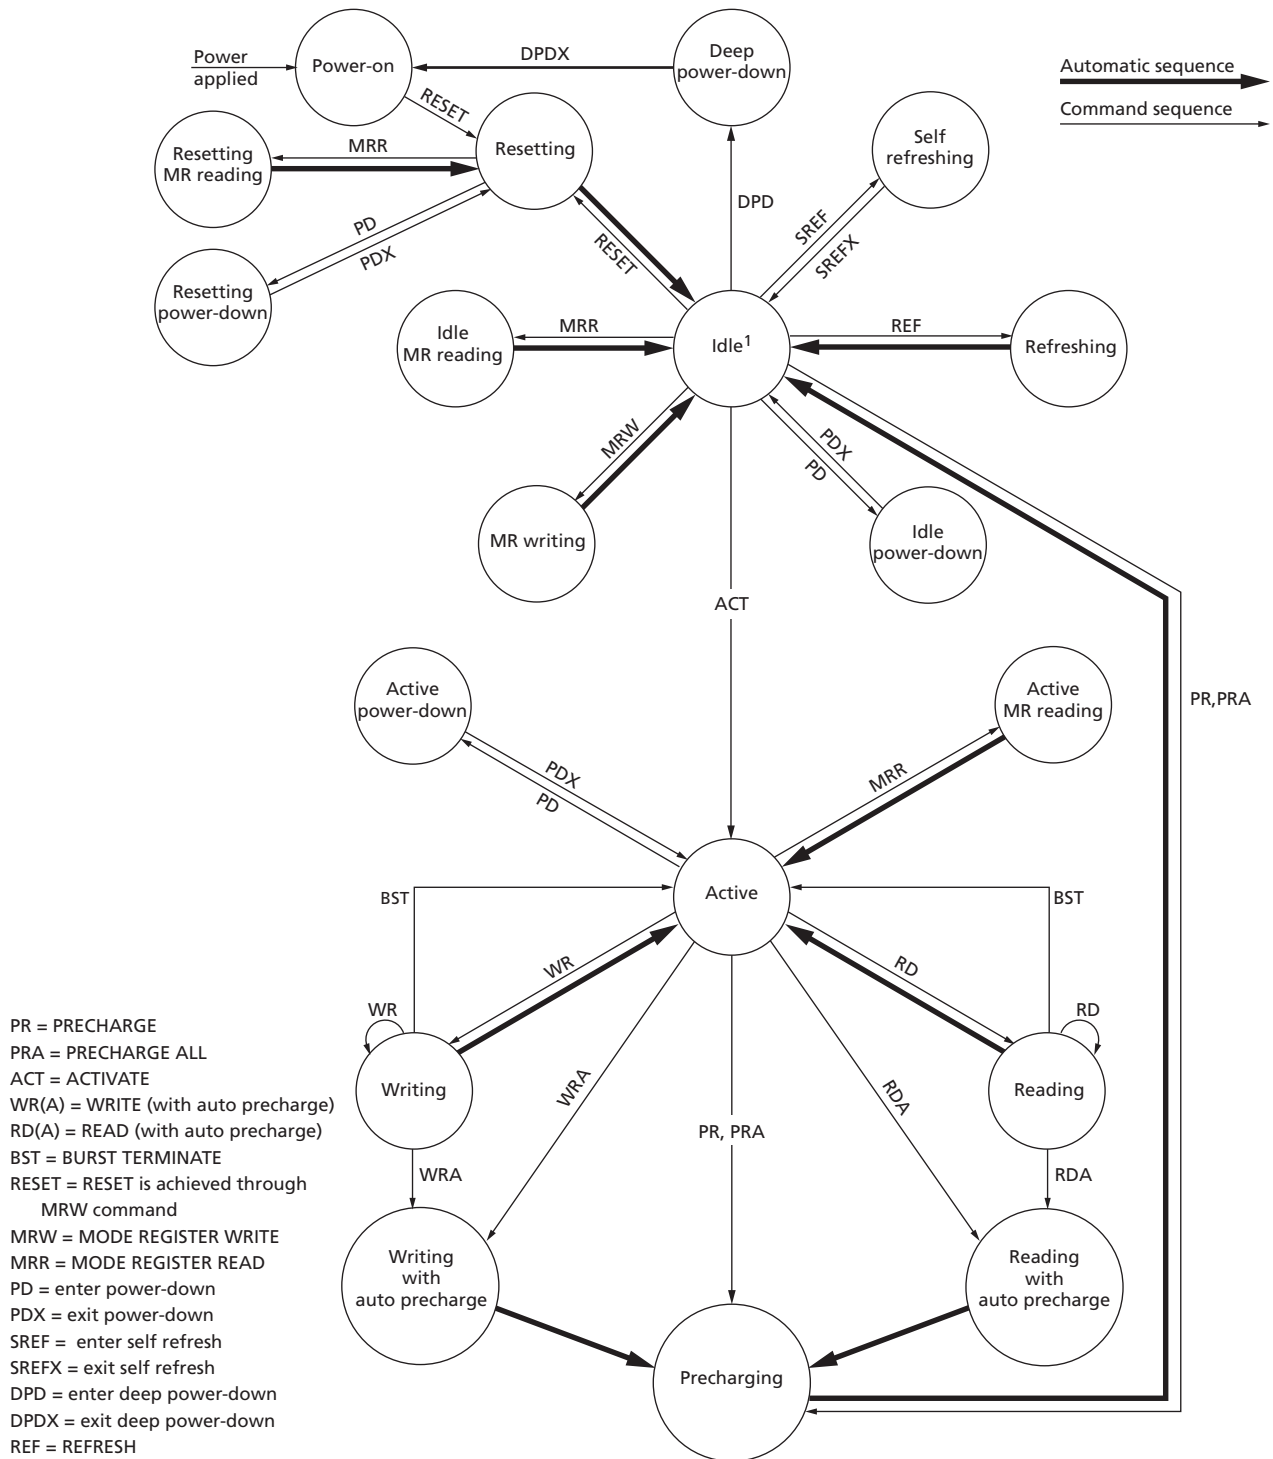 Power
applied
Power-on
DPDX
Deep
power-down
Automatic sequence
Command sequence
RESET
Resetting
MR reading
MRR
Resetting
Self
refreshing
DPD
SREF
SREFX
PD
PDX
RESET
Resetting
power-down
Idle
MR reading
MRR
Idle1
REF
Refreshing
MRW
PDX
PD
MR writing
Idle
power-down
ACT
Active
power-down
Active
MR reading
PR,PRA
PDX
PD
MRR
BST
Active
BST
WR
RD
WR
RD
Writing
Reading
WRA
RDA
PR, PRA
WRA
RDA
Writing
with
auto precharge
Reading
with
auto precharge
Precharging
PR = PRECHARGE
PRA = PRECHARGE ALL
ACT = ACTIVATE
WR(A) = WRITE (with auto precharge)
RD(A) = READ (with auto precharge)
BST = BURST TERMINATE
RESET = RESET is achieved through
MRW command
MRW = MODE REGISTER WRITE
MRR = MODE REGISTER READ
PD = enter power-down
PDX = exit power-down
SREF =  enter self refresh
SREFX = exit self refresh
DPD = enter deep power-down
DPDX = exit deep power-down
REF = REFRESH